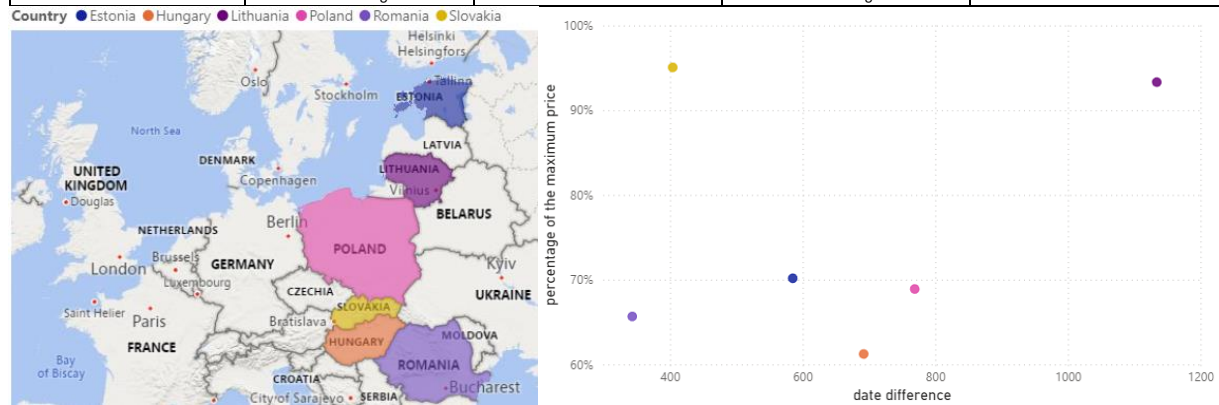 Country Estonia Hungary Lithuania Poland Romania Slovakia
Helsinki
Helsingfors
Oslo
Tallinn
Stockholm
ESTONIA
North Sea
LATVIA
DENMARK
LITHUANIA
UNITED
KINGDOM
Copenhagen
Vilnius
Douglas
BELARUS
Berlin
NETHERLANDS
POLAND
Brussels
GERMANY
London
Kyiv
Luxembourg
CZECHIA
UKRAINE
SLOVAKIA
Saint Helier
Paris
Bratislava
MOLDOVA
FRANCE
HUNGARY
Bay
of Biscay
ROMANIA
CROATIA
Bucharest
City of Sarajevo
SERBIA
percentage of the maximum price
100%
90%
80%
70%
60%
400 600 800 1000 1200
date difference